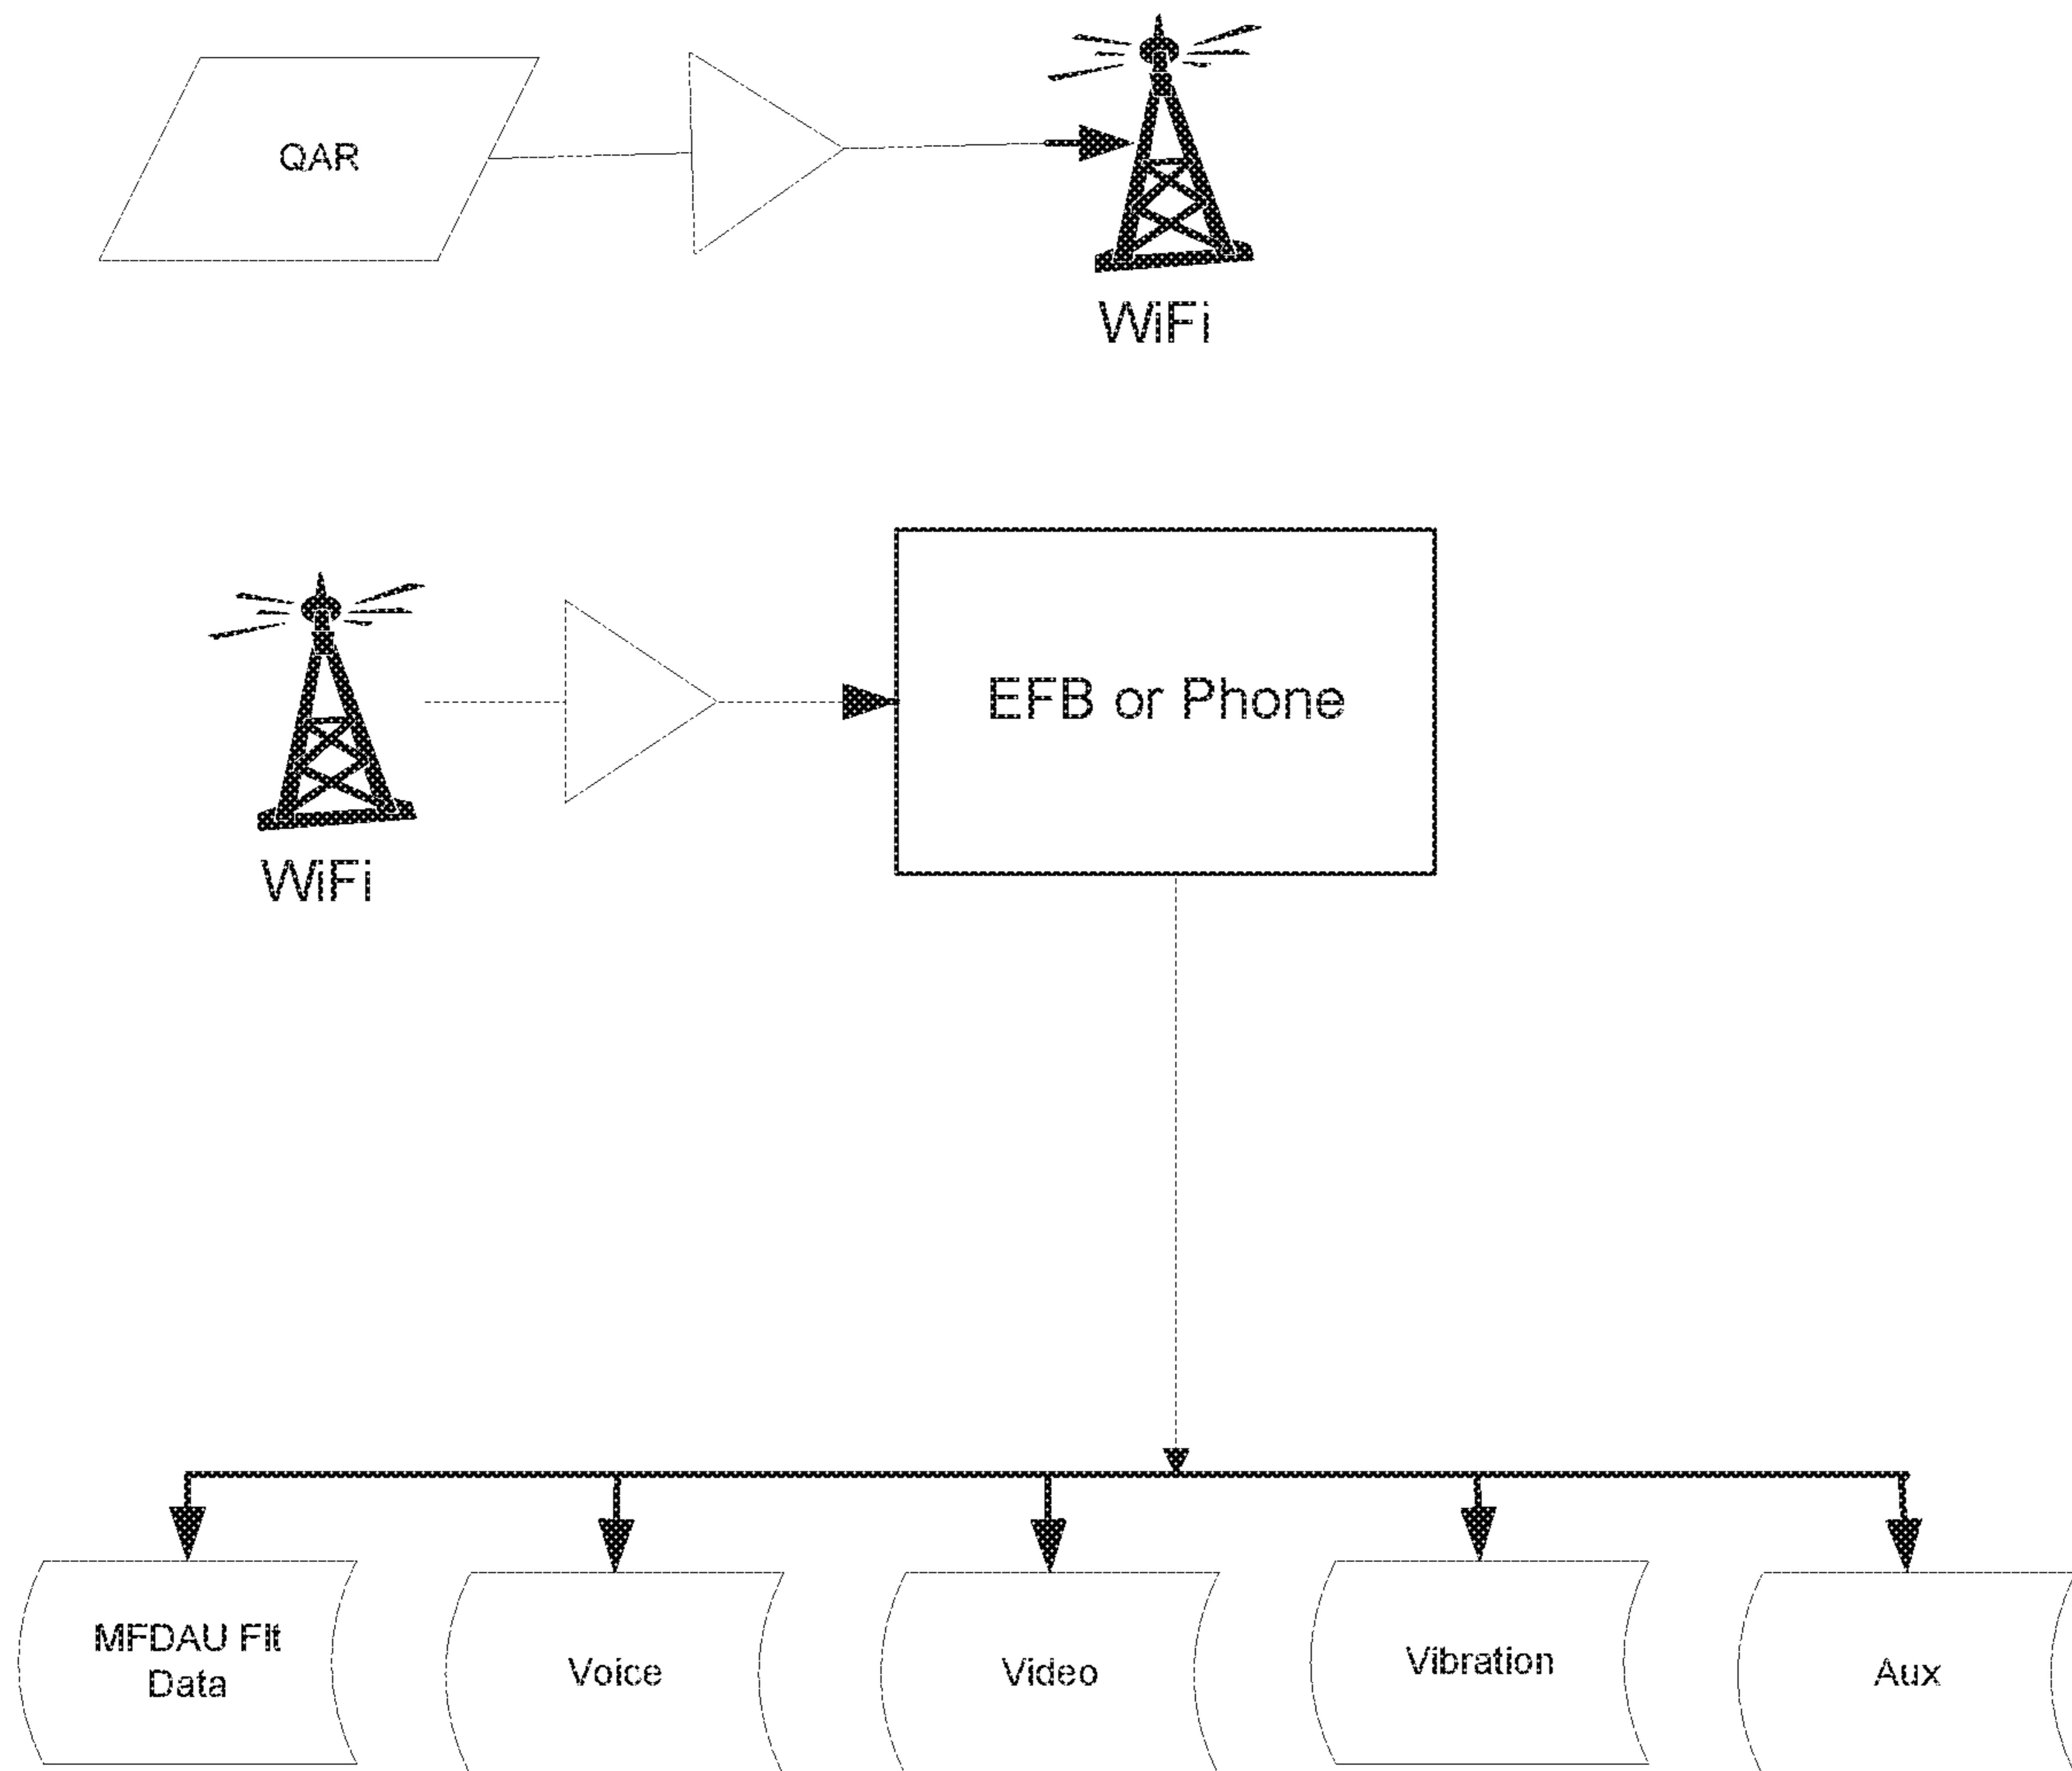 QAR
WiFi
EFB or Phone
WiFi
MFDAU Flt
Data
Voice
Video
Vibration
Aux